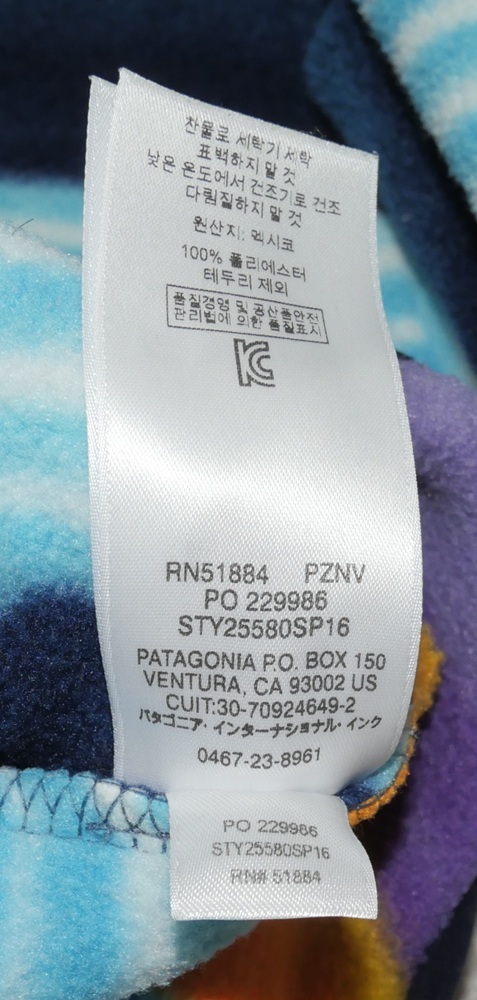 찬물로 세탁기 세탁
표백하지 말 것
낮은 온도에서 건조기로 건조
다림질하지 말 것
원산지: 멕시코
100% 폴리에스터
테두리 제외
품질경영 및 공산품안전
관리법에 의한 품질표시
KC
RN51884 PZNV
PO 229986
STY25580SP16
PATAGONIA P.O. BOX 150
VENTURA, CA 93002 US
CUIT:30-70924649-2
パタゴニア・インターナショナル・インク
0467-23-8961
PO 229986
STY25580SP16
RN# 51884